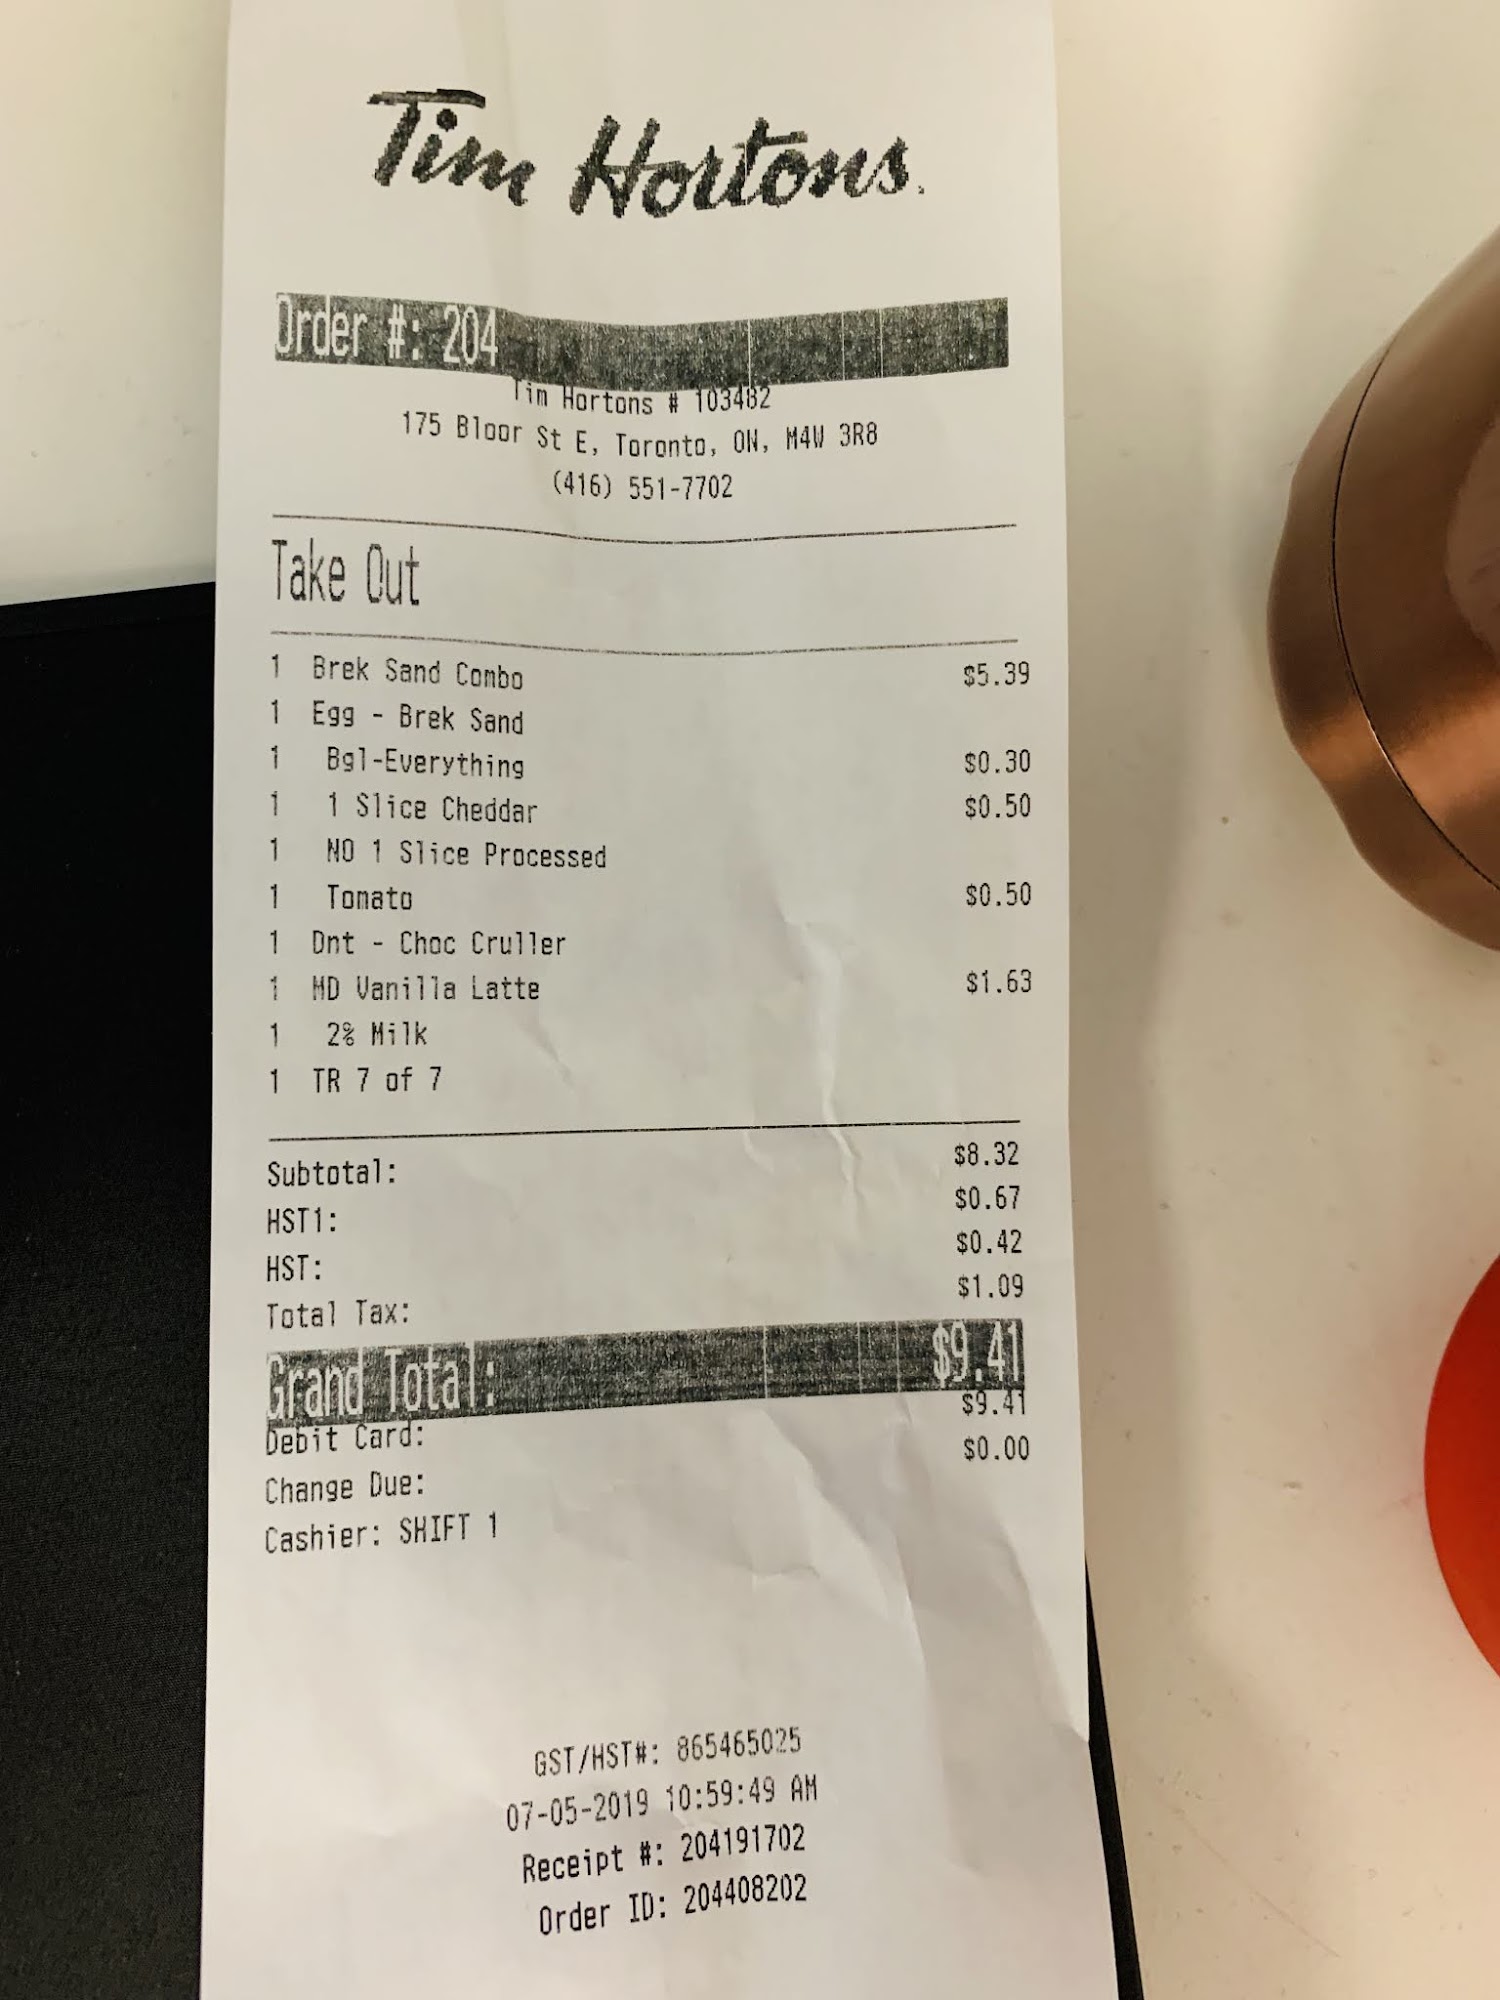 Tim Hortons.
Order #: 204
Tim Hortons # 103482
175 Bloor St E, Toronto, ON, M4W 3R8
(416) 551-7702
Take Out
1 Brek Sand Combo $5.39
1 Egg - Brek Sand
1 Bgl-Everything $0.30
1 1 Slice Cheddar $0.50
1 NO 1 Slice Processed
1 Tomato $0.50
1 Dnt - Choc Cruller
1 MD Vanilla Latte $1.63
1 2% Milk
1 TR 7 of 7
Subtotal: $8.32
HST1: $0.67
HST: $0.42
Total Tax: $1.09
Grand Total: $9.41
Debit Card: $9.41
Change Due: $0.00
Cashier: SHIFT 1
GST/HST#: 865465025
07-05-2019 10:59:49 AM
Receipt #: 204191702
Order ID: 204408202